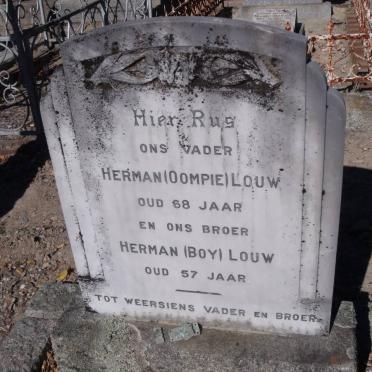 Hier Rus
ONS VADER
HERMAN (OOMPIE) LOUW
OUD 68 JAAR
EN ONS BROER
HERMAN (BOY) LOUW
OUD 57 JAAR
TOT WEERSIENS VADER EN BROER